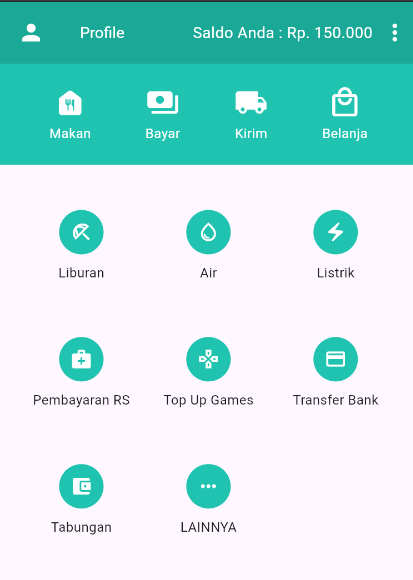 Profile Saldo Anda : Rp. 150.000
Makan Bayar Kirim Belanja
Liburan Air Listrik
Pembayaran RS Top Up Games Transfer Bank
Tabungan LAINNYA